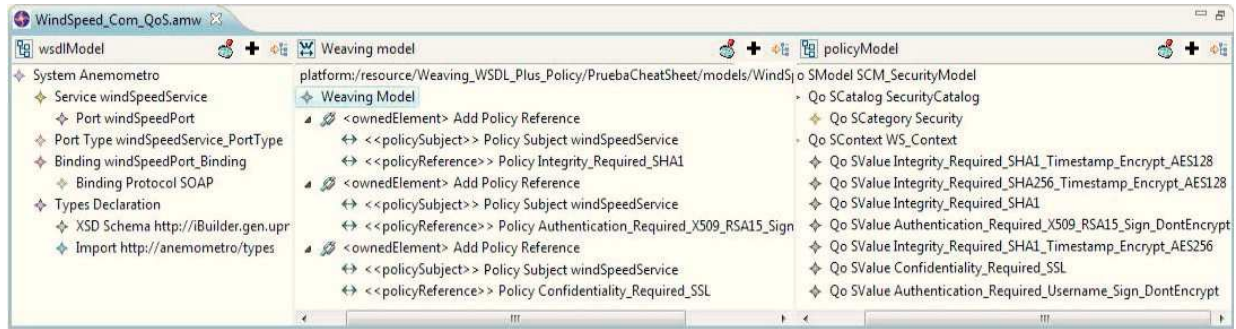 WindSpeed_Com_QoS.amw
wsdlModel
System Anemometro
Service windSpeedService
Port windSpeedPort
Port Type windSpeedService_PortType
Binding windSpeedPort_Binding
Binding Protocol SOAP
Types Declaration
XSD Schema http://iBuilder.gen.upr
Import http://anemometro/types
Weaving model
platform:/resource/Weaving_WSDL_Plus_Policy/PruebaCheatSheet/models/WindSp
Weaving Model
<ownedElement> Add Policy Reference
<<policySubject>> Policy Subject windSpeedService
<<policyReference>> Policy Integrity_Required_SHA1
<ownedElement> Add Policy Reference
<<policySubject>> Policy Subject windSpeedService
<<policyReference>> Policy Authentication_Required_X509_RSA15_Sign
<ownedElement> Add Policy Reference
<<policySubject>> Policy Subject windSpeedService
<<policyReference>> Policy Confidentiality_Required_SSL
policyModel
o SModel SCM_SecurityModel
Qo SCatalog SecurityCatalog
Qo SCategory Security
Qo SContext WS_Context
Qo SValue Integrity_Required_SHA1_Timestamp_Encrypt_AES128
Qo SValue Integrity_Required_SHA256_Timestamp_Encrypt_AES128
Qo SValue Integrity_Required_SHA1
Qo SValue Authentication_Required_X509_RSA15_Sign_DontEncrypt
Qo SValue Integrity_Required_SHA1_Timestamp_Encrypt_AES256
Qo SValue Confidentiality_Required_SSL
Qo SValue Authentication_Required_Username_Sign_DontEncrypt